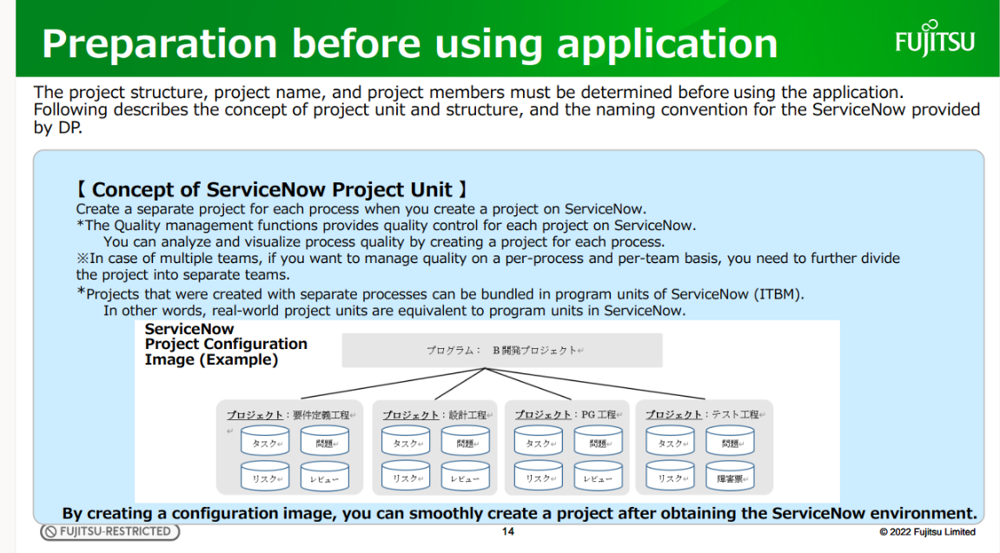 Preparation before using application
FUJITSU
The project structure, project name, and project members must be determined before using the application.
Following describes the concept of project unit and structure, and the naming convention for the ServiceNow provided
by DP.
【 Concept of ServiceNow Project Unit 】
Create a separate project for each process when you create a project on ServiceNow.
*The Quality management functions provides quality control for each project on ServiceNow.
You can analyze and visualize process quality by creating a project for each process.
※In case of multiple teams, if you want to manage quality on a per-process and per-team basis, you need to further divide
the project into separate teams.
*Projects that were created with separate processes can be bundled in program units of ServiceNow (ITBM).
In other words, real-world project units are equivalent to program units in ServiceNow.
ServiceNow
Project Configuration
Image (Example)
プログラム： B開発プロジェクト↵
プロジェクト：要件定義工程↵
↵
タスク↵ 問題↵
リスク↵ レビュー
プロジェクト：設計工程↵
タスク↵ 問題↵
リスク↵ レビュー
プロジェクト：PG 工程↵
タスク↵ 問題↵
リスク↵ レビュー
プロジェクト：テスト工程↵
タスク↵ 問題↵
リスク↵ 障害票↵
By creating a configuration image, you can smoothly create a project after obtaining the ServiceNow environment.
FUJITSU-RESTRICTED
14
© 2022 Fujitsu Limited